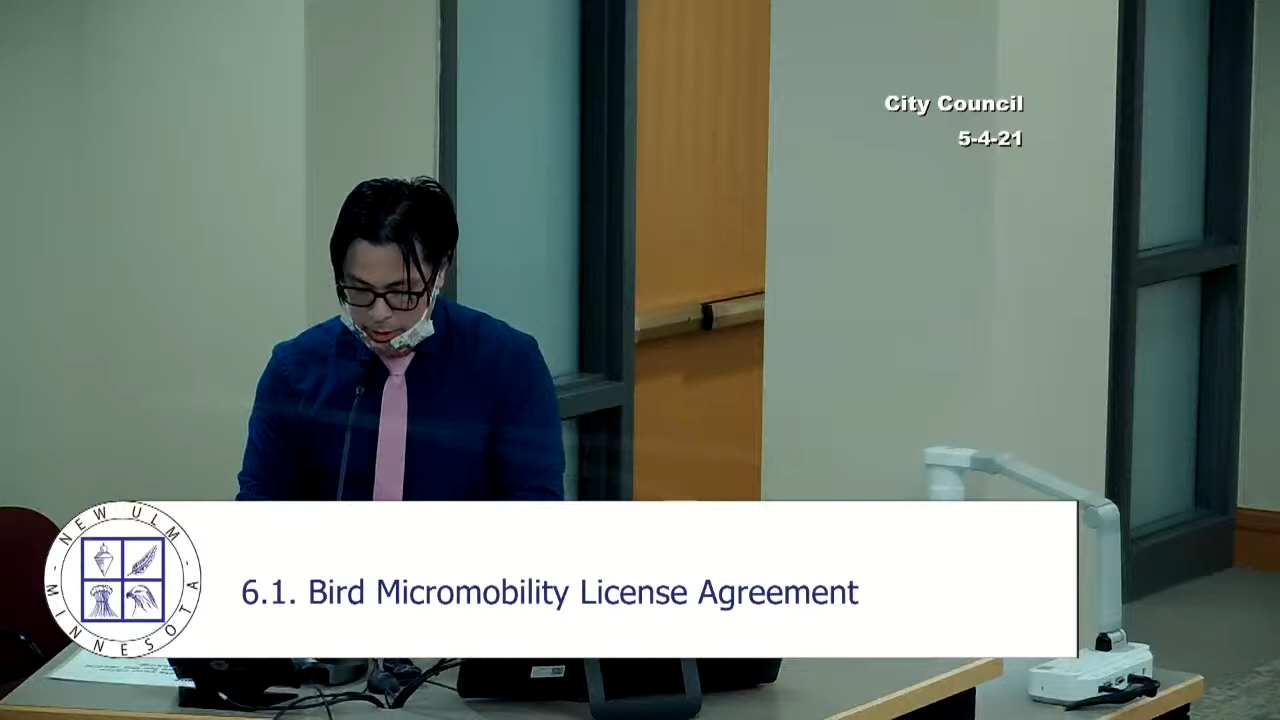 City Council
5-4-21
NEW ULM
MINNESOTA
6.1. Bird Micromobility License Agreement